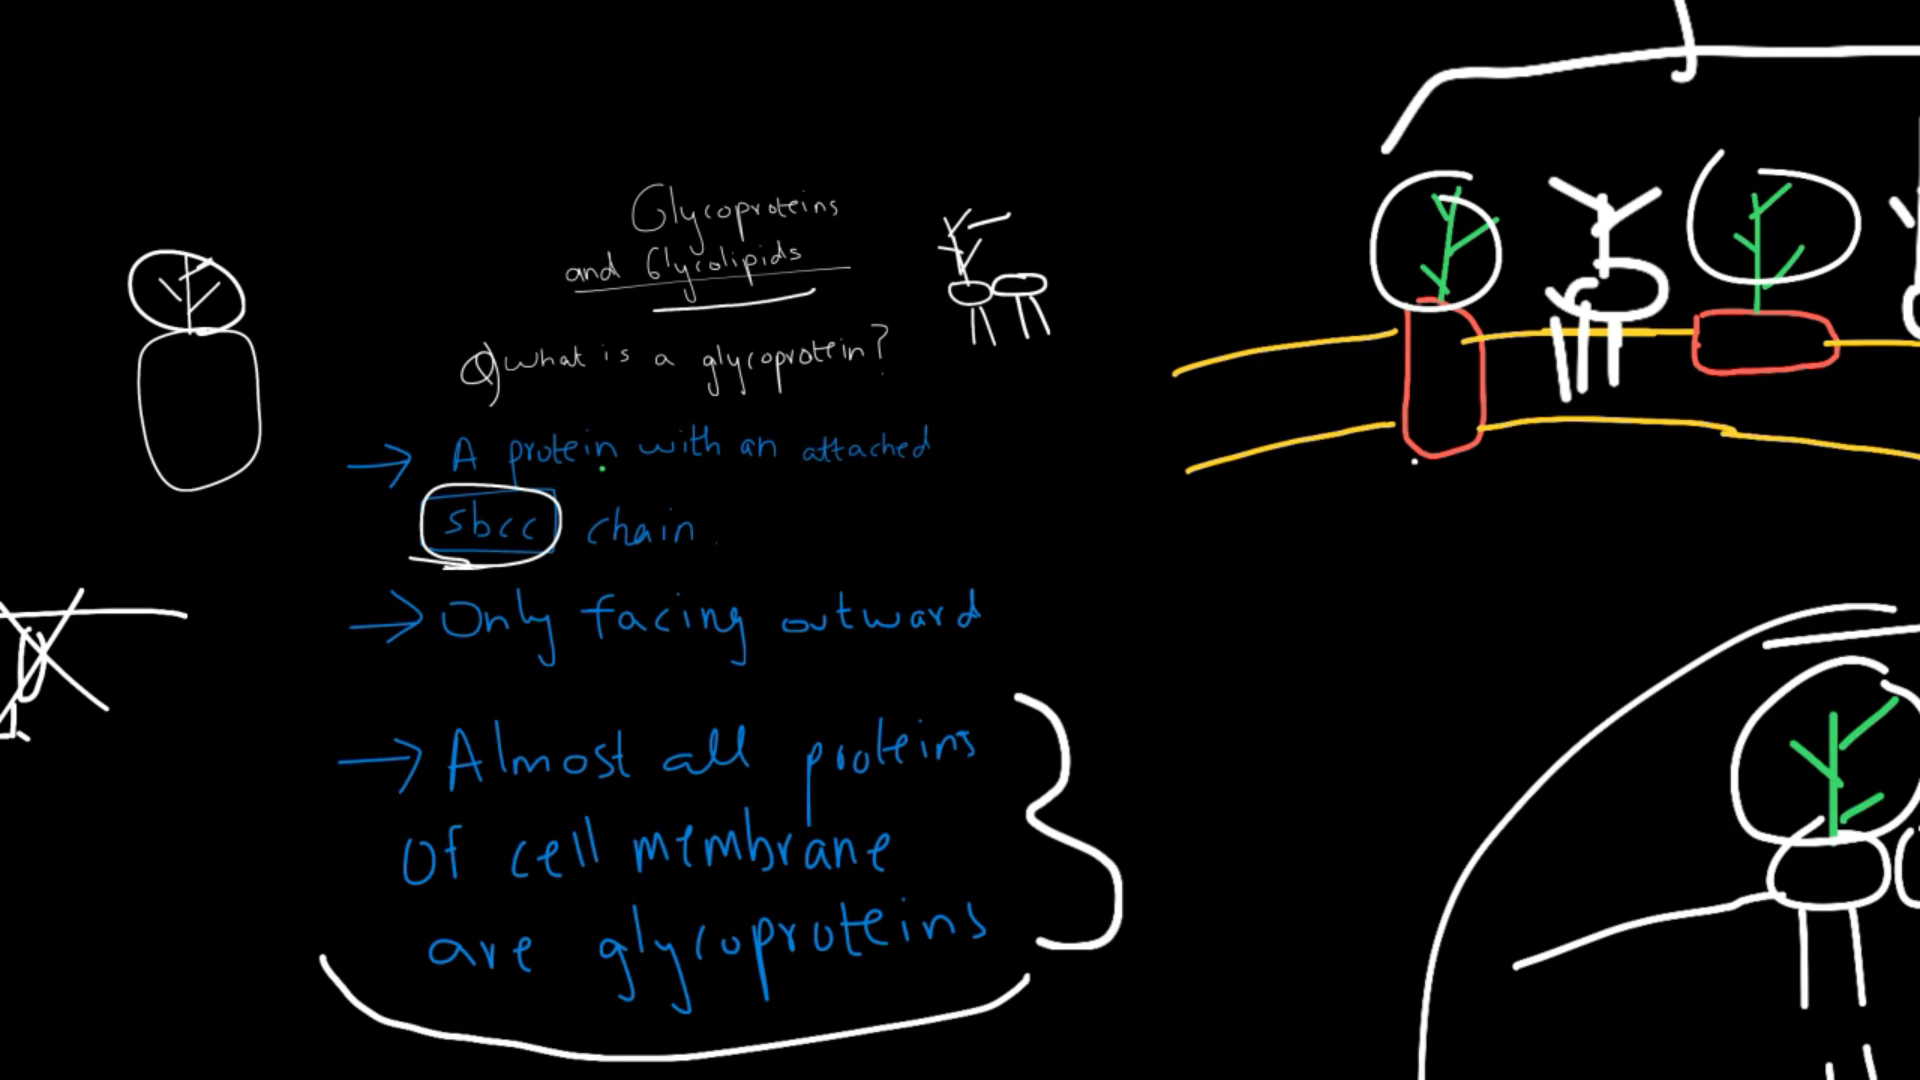 Glycoproteins
and Glycolipids
Q) What is a glycoprotein?
→ A protein with an attached
sbcc chain.
→ Only facing outward
→ Almost all proteins
of cell membrane
are glycoproteins